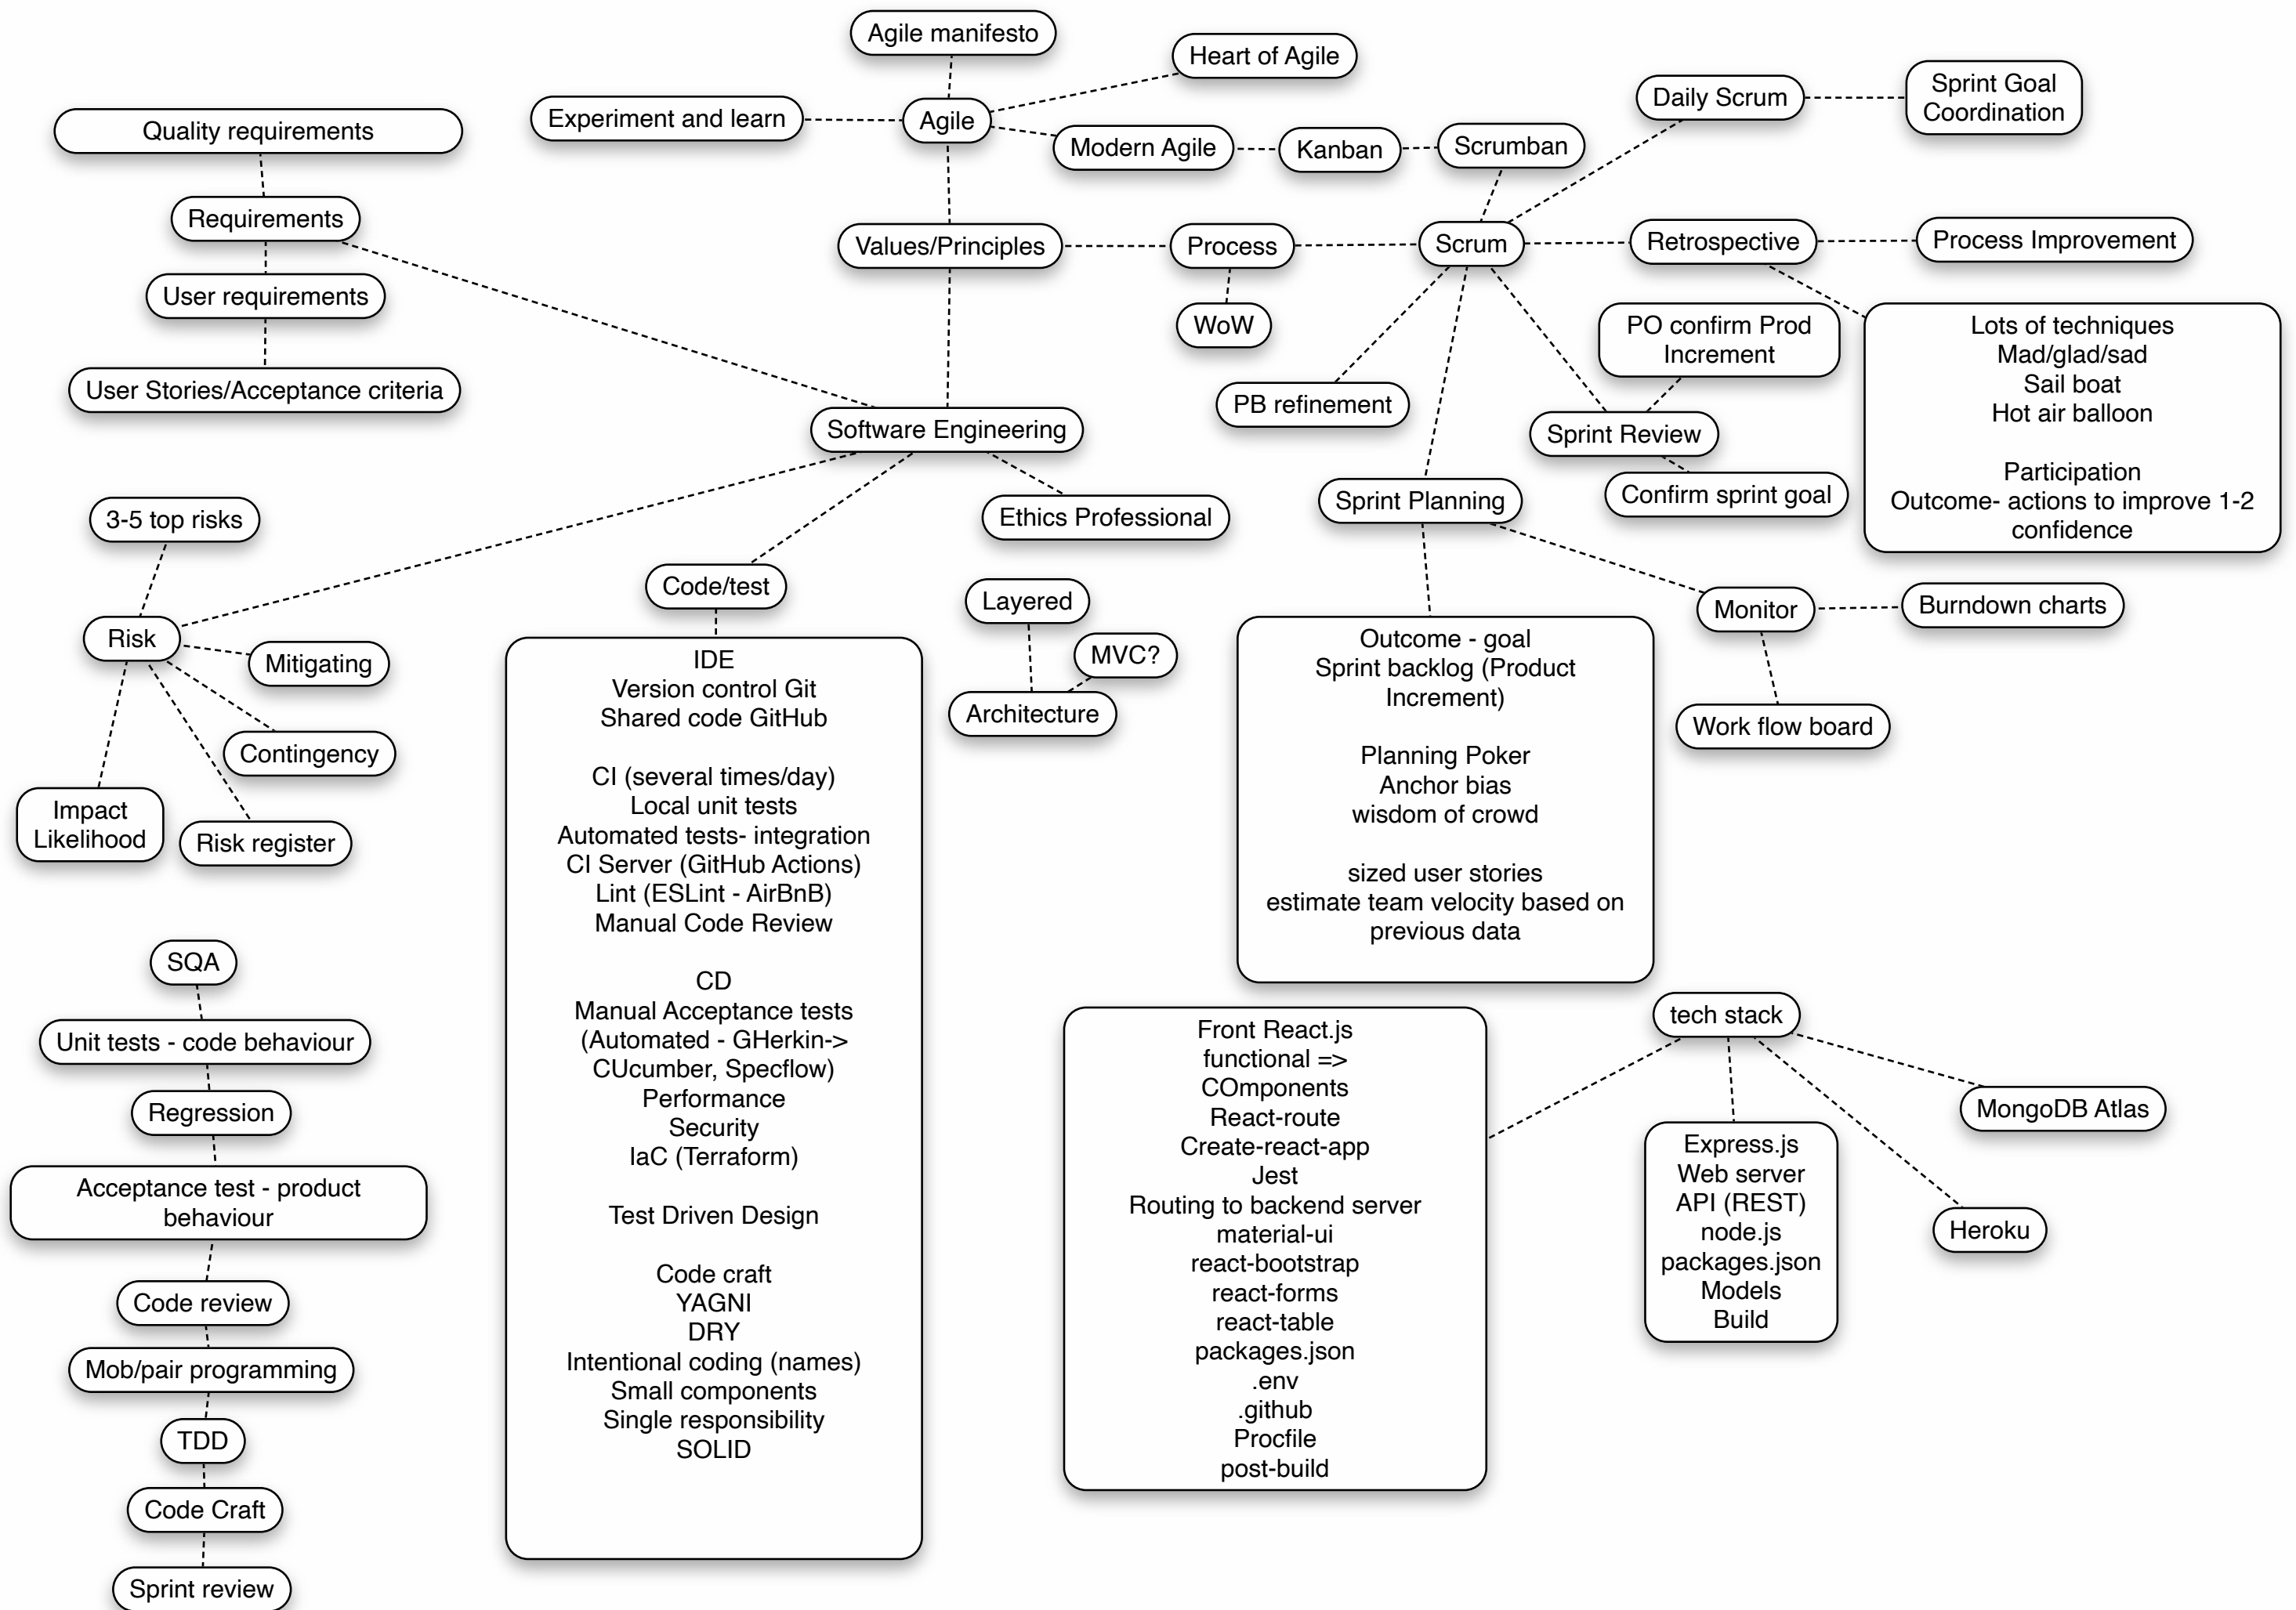 Agile manifesto
Heart of Agile
Experiment and learn
Agile
Modern Agile
Kanban
Scrumban
Daily Scrum
Sprint Goal
Coordination
Quality requirements
Requirements
User requirements
User Stories/Acceptance criteria
Values/Principles
Process
WoW
Scrum
Retrospective
Process Improvement
PO confirm Prod
Increment
Lots of techniques
Mad/glad/sad
Sail boat
Hot air balloon
Participation
Outcome- actions to improve 1-2
confidence
PB refinement
Sprint Review
Confirm sprint goal
Sprint Planning
Software Engineering
Ethics Professional
3-5 top risks
Risk
Mitigating
Contingency
Impact
Likelihood
Risk register
Code/test
IDE
Version control Git
Shared code GitHub
CI (several times/day)
Local unit tests
Automated tests- integration
CI Server (GitHub Actions)
Lint (ESLint - AirBnB)
Manual Code Review
CD
Manual Acceptance tests
(Automated - GHerkin->
CUcumber, Specflow)
Performance
Security
IaC (Terraform)
Test Driven Design
Code craft
YAGNI
DRY
Intentional coding (names)
Small components
Single responsibility
SOLID
Layered
MVC?
Architecture
Outcome - goal
Sprint backlog (Product
Increment)
Planning Poker
Anchor bias
wisdom of crowd
sized user stories
estimate team velocity based on
previous data
Monitor
Burndown charts
Work flow board
SQA
Unit tests - code behaviour
Regression
Acceptance test - product
behaviour
Code review
Mob/pair programming
TDD
Code Craft
Sprint review
tech stack
Front React.js
functional =>
COmponents
React-route
Create-react-app
Jest
Routing to backend server
material-ui
react-bootstrap
react-forms
react-table
packages.json
.env
.github
Procfile
post-build
Express.js
Web server
API (REST)
node.js
packages.json
Models
Build
MongoDB Atlas
Heroku